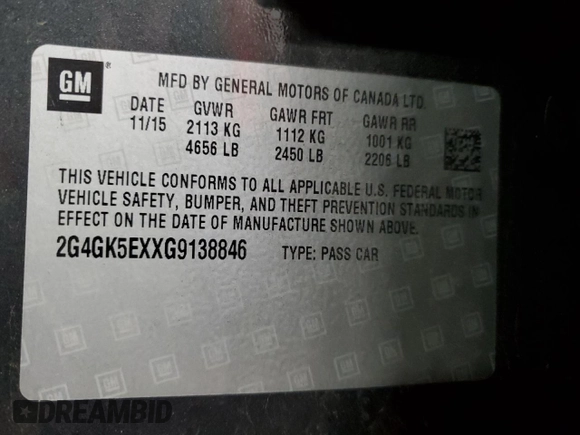 GM ®
MFD BY GENERAL MOTORS OF CANADA LTD.
DATE GVWR GAWR FRT GAWR RR
11/15 2113 KG 1112 KG 1001 KG
4656 LB 2450 LB 2206 LB
THIS VEHICLE CONFORMS TO ALL APPLICABLE U.S. FEDERAL MOTOR
VEHICLE SAFETY, BUMPER, AND THEFT PREVENTION STANDARDS IN
EFFECT ON THE DATE OF MANUFACTURE SHOWN ABOVE.
2G4GK5EXXG9138846 TYPE: PASS CAR
DREAMBID